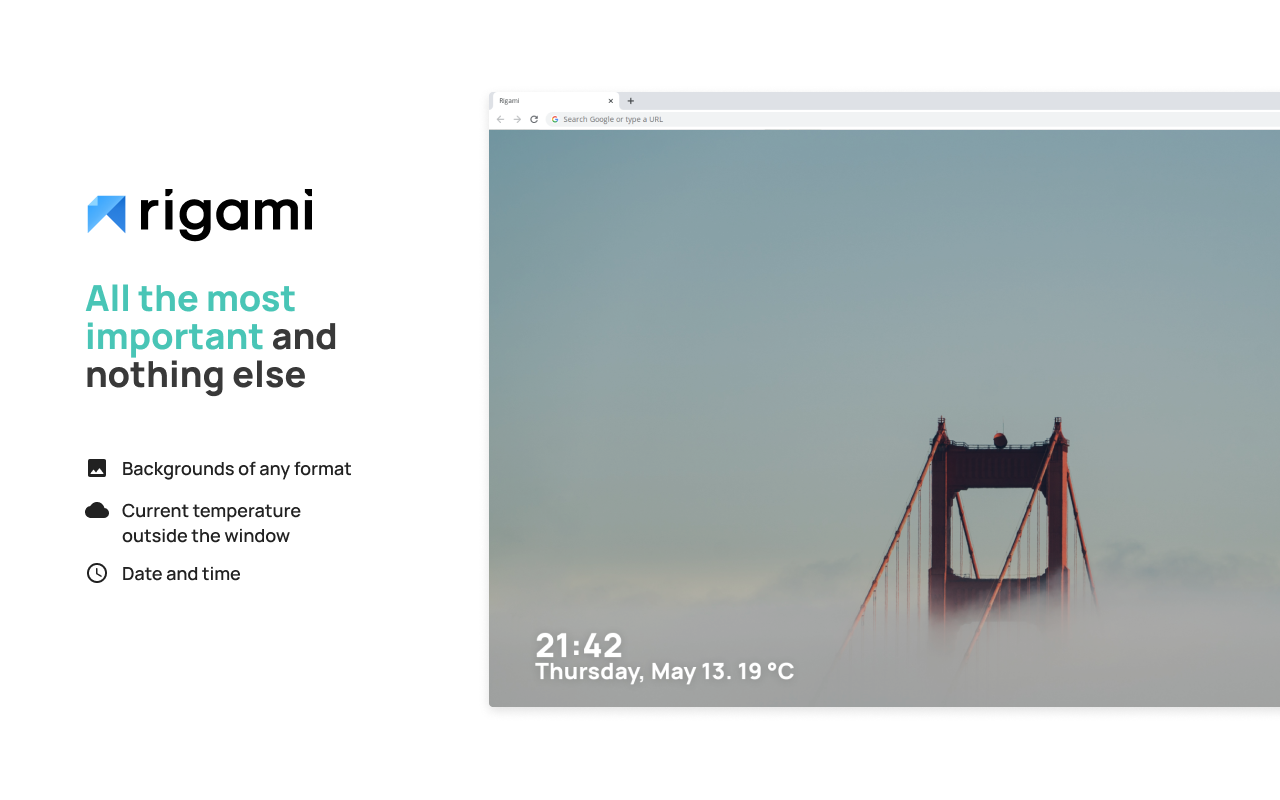 rigami
All the most
important and
nothing else
Backgrounds of any format
Current temperature
outside the window
Date and time
Rigami
Search Google or type a URL
21:42
Thursday, May 13. 19 °C